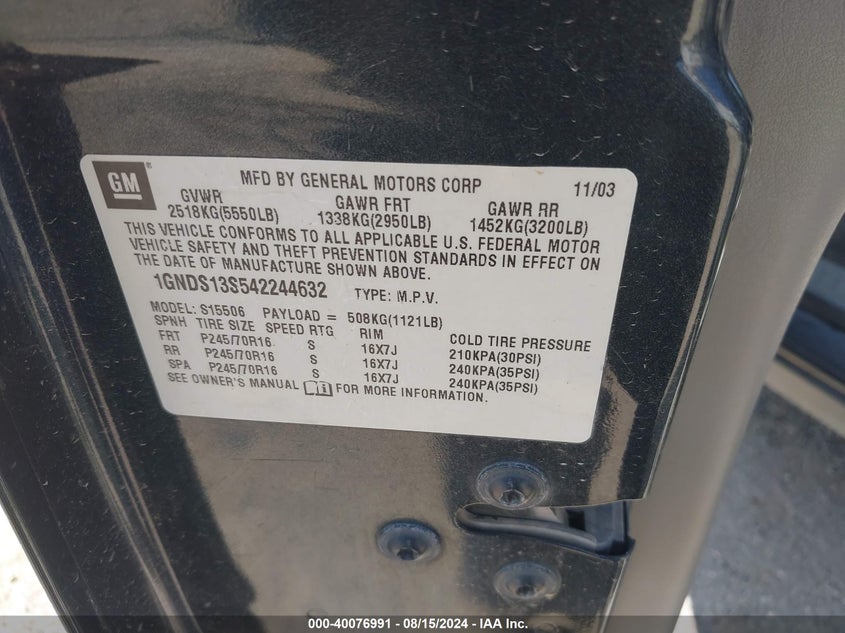 GM
MFD BY GENERAL MOTORS CORP 11/03
GVWR GAWR FRT GAWR RR
2518KG(5550LB) 1338KG(2950LB) 1452KG(3200LB)
THIS VEHICLE CONFORMS TO ALL APPLICABLE U.S. FEDERAL MOTOR
VEHICLE SAFETY AND THEFT PREVENTION STANDARDS IN EFFECT ON
THE DATE OF MANUFACTURE SHOWN ABOVE.
1GNDS13S542244632 TYPE: M.P.V.
MODEL: S15506 PAYLOAD = 508KG(1121LB)
SPNH TIRE SIZE SPEED RTG RIM COLD TIRE PRESSURE
FRT P245/70R16 S 16X7J 210KPA(30PSI)
RR P245/70R16 S 16X7J 240KPA(35PSI)
SPA P245/70R16 S 16X7J 240KPA(35PSI)
SEE OWNER'S MANUAL FOR MORE INFORMATION.
000-40076991 - 08/15/2024 - IAAI.COM